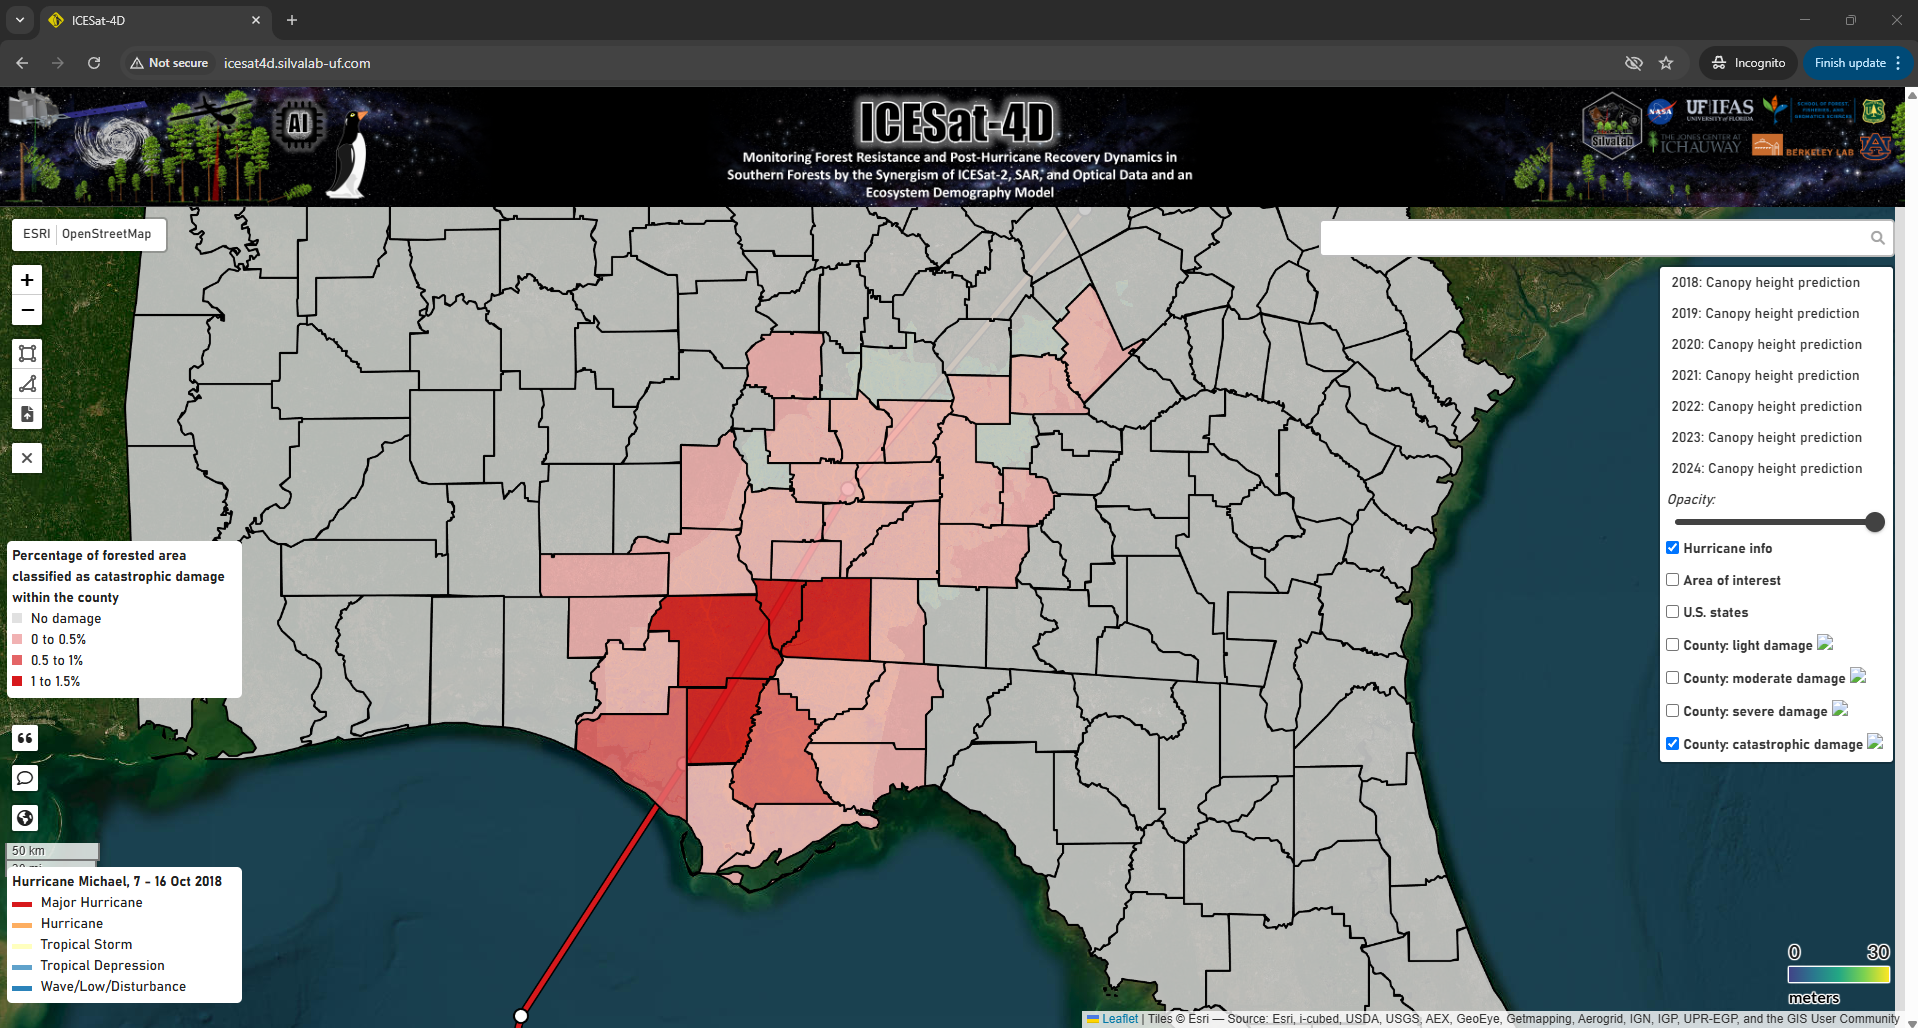 ICESat-4D
Not secure
icesat4d.silvalab-uf.com
Incognito
Finish update
AI
ICESat-4D
Monitoring Forest Resistance and Post-Hurricane Recovery Dynamics in
Southern Forests by the Synergism of ICESat-2, SAR, and Optical Data and an
Ecosystem Demography Model
SilvaLab
NASA
UF|IFAS
UNIVERSITY of FLORIDA
SCHOOL OF FOREST,
FISHERIES, AND
GEOMATICS SCIENCES
THE JONES CENTER AT
ICHAUWAY
BERKELEY LAB
ESRI
OpenStreetMap
+
−
2018: Canopy height prediction
2019: Canopy height prediction
2020: Canopy height prediction
2021: Canopy height prediction
2022: Canopy height prediction
2023: Canopy height prediction
2024: Canopy height prediction
Opacity:
Hurricane info
Area of interest
U.S. states
County: light damage
County: moderate damage
County: severe damage
County: catastrophic damage
Percentage of forested area
classified as catastrophic damage
within the county
No damage
0 to 0.5%
0.5 to 1%
1 to 1.5%
50 km
Hurricane Michael, 7 - 16 Oct 2018
Major Hurricane
Hurricane
Tropical Storm
Tropical Depression
Wave/Low/Disturbance
0 30
meters
Leaflet | Tiles © Esri — Source: Esri, i-cubed, USDA, USGS, AEX, GeoEye, Getmapping, Aerogrid, IGN, IGP, UPR-EGP, and the GIS User Community